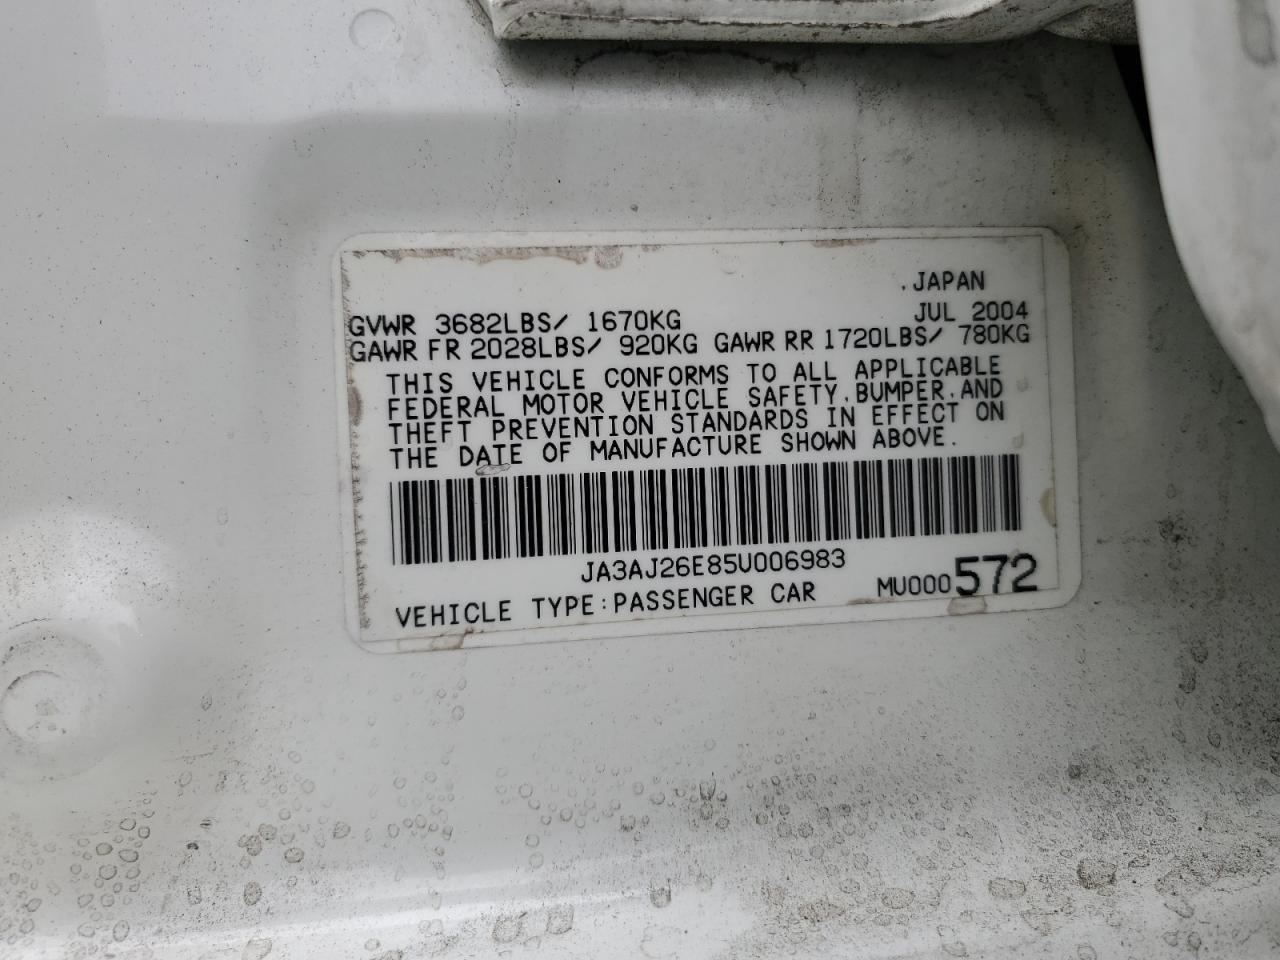 .JAPAN
GVWR 3682LBS/ 1670KG JUL 2004
GAWR FR 2028LBS/ 920KG GAWR RR 1720LBS/ 780KG
THIS VEHICLE CONFORMS TO ALL APPLICABLE
FEDERAL MOTOR VEHICLE SAFETY,BUMPER,AND
THEFT PREVENTION STANDARDS IN EFFECT ON
THE DATE OF MANUFACTURE SHOWN ABOVE.
JA3AJ26E85U006983
VEHICLE TYPE:PASSENGER CAR MU000572